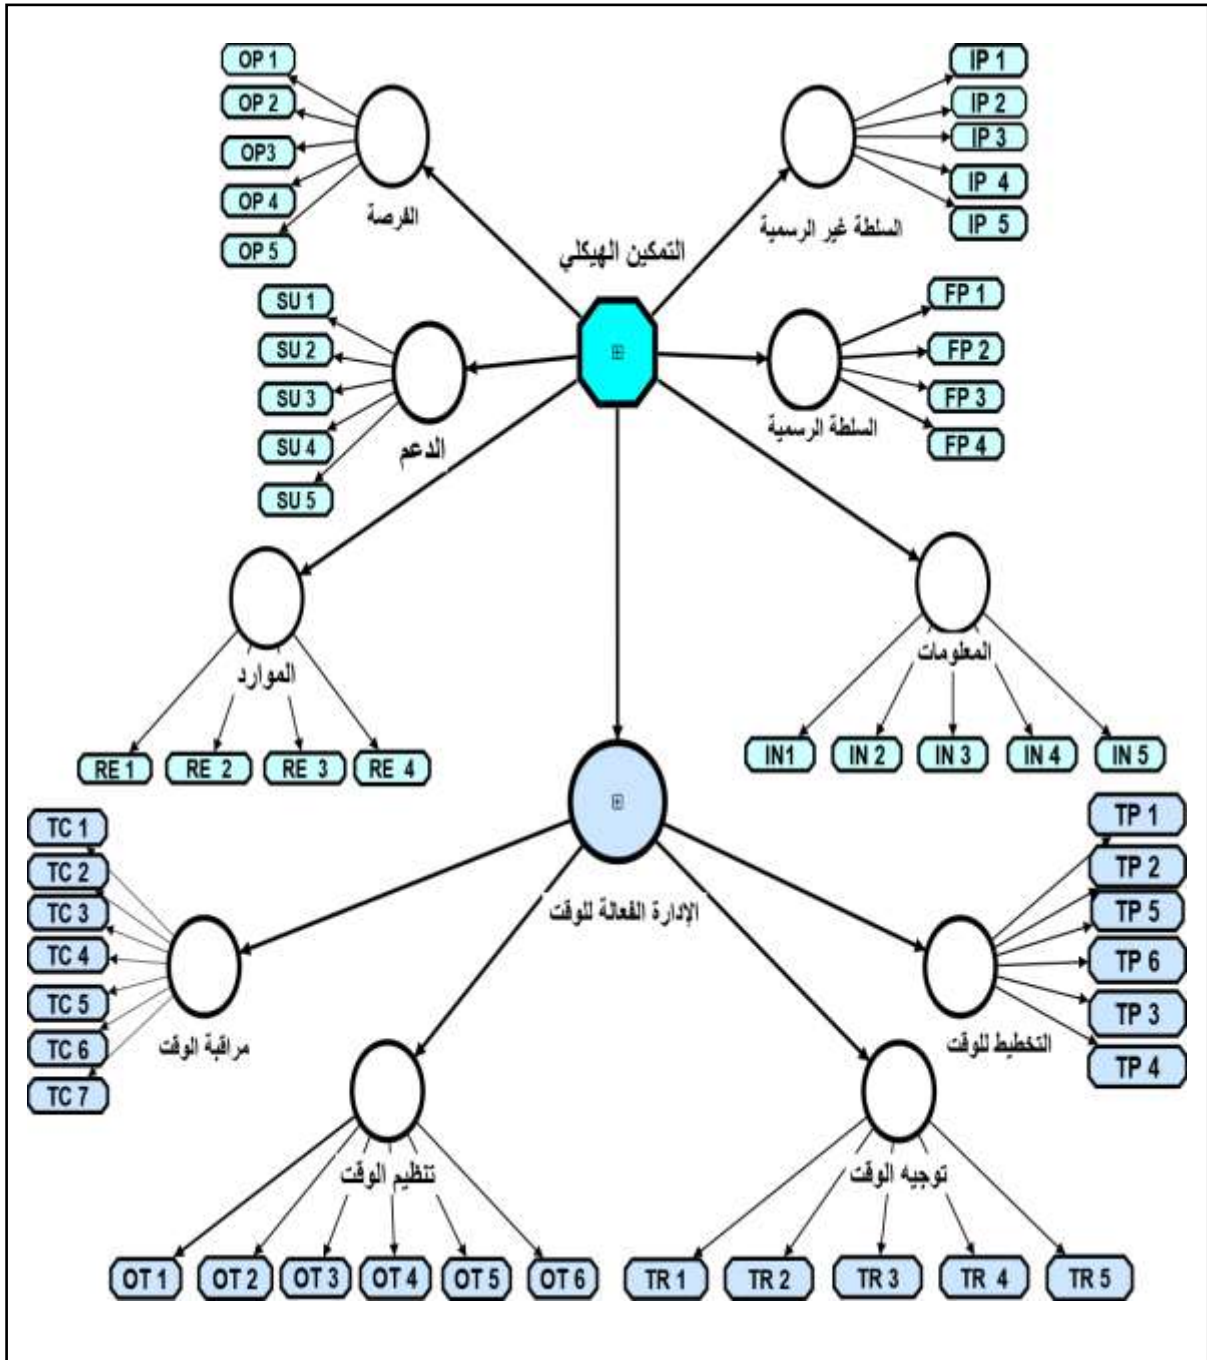 OP 1
OP 2
OP3
OP 4
OP 5
الفرصة
IP 1
IP 2
IP 3
IP 4
IP 5
السلطة غير الرسمية
التمكين الهيكلي
SU 1
SU 2
SU 3
SU 4
SU 5
الدعم
FP 1
FP 2
FP 3
FP 4
السلطة الرسمية
الموارد
RE 1
RE 2
RE 3
RE 4
المعلومات
IN1
IN 2
IN 3
IN 4
IN 5
الإدارة الفعالة للوقت
TC 1
TC 2
TC 3
TC 4
TC 5
TC 6
TC 7
مراقبة الوقت
TP 1
TP 2
TP 5
TP 6
TP 3
TP 4
التخطيط للوقت
تنظيم الوقت
OT 1
OT 2
OT 3
OT 4
OT 5
OT 6
توجيه الوقت
TR 1
TR 2
TR 3
TR 4
TR 5